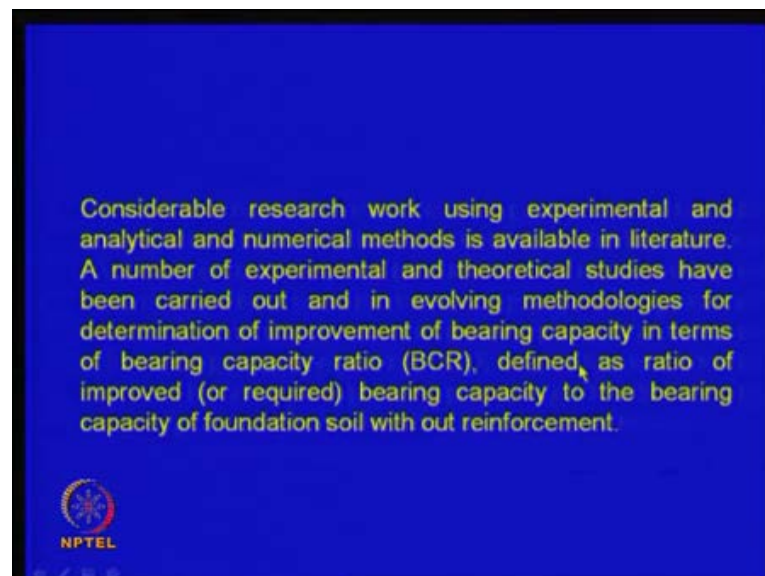 Considerable research work using experimental and
analytical and numerical methods is available in literature.
A number of experimental and theoretical studies have
been carried out and in evolving methodologies for
determination of improvement of bearing capacity in terms
of bearing capacity ratio (BCR), defined as ratio of
improved (or required) bearing capacity to the bearing
capacity of foundation soil with out reinforcement.
NPTEL